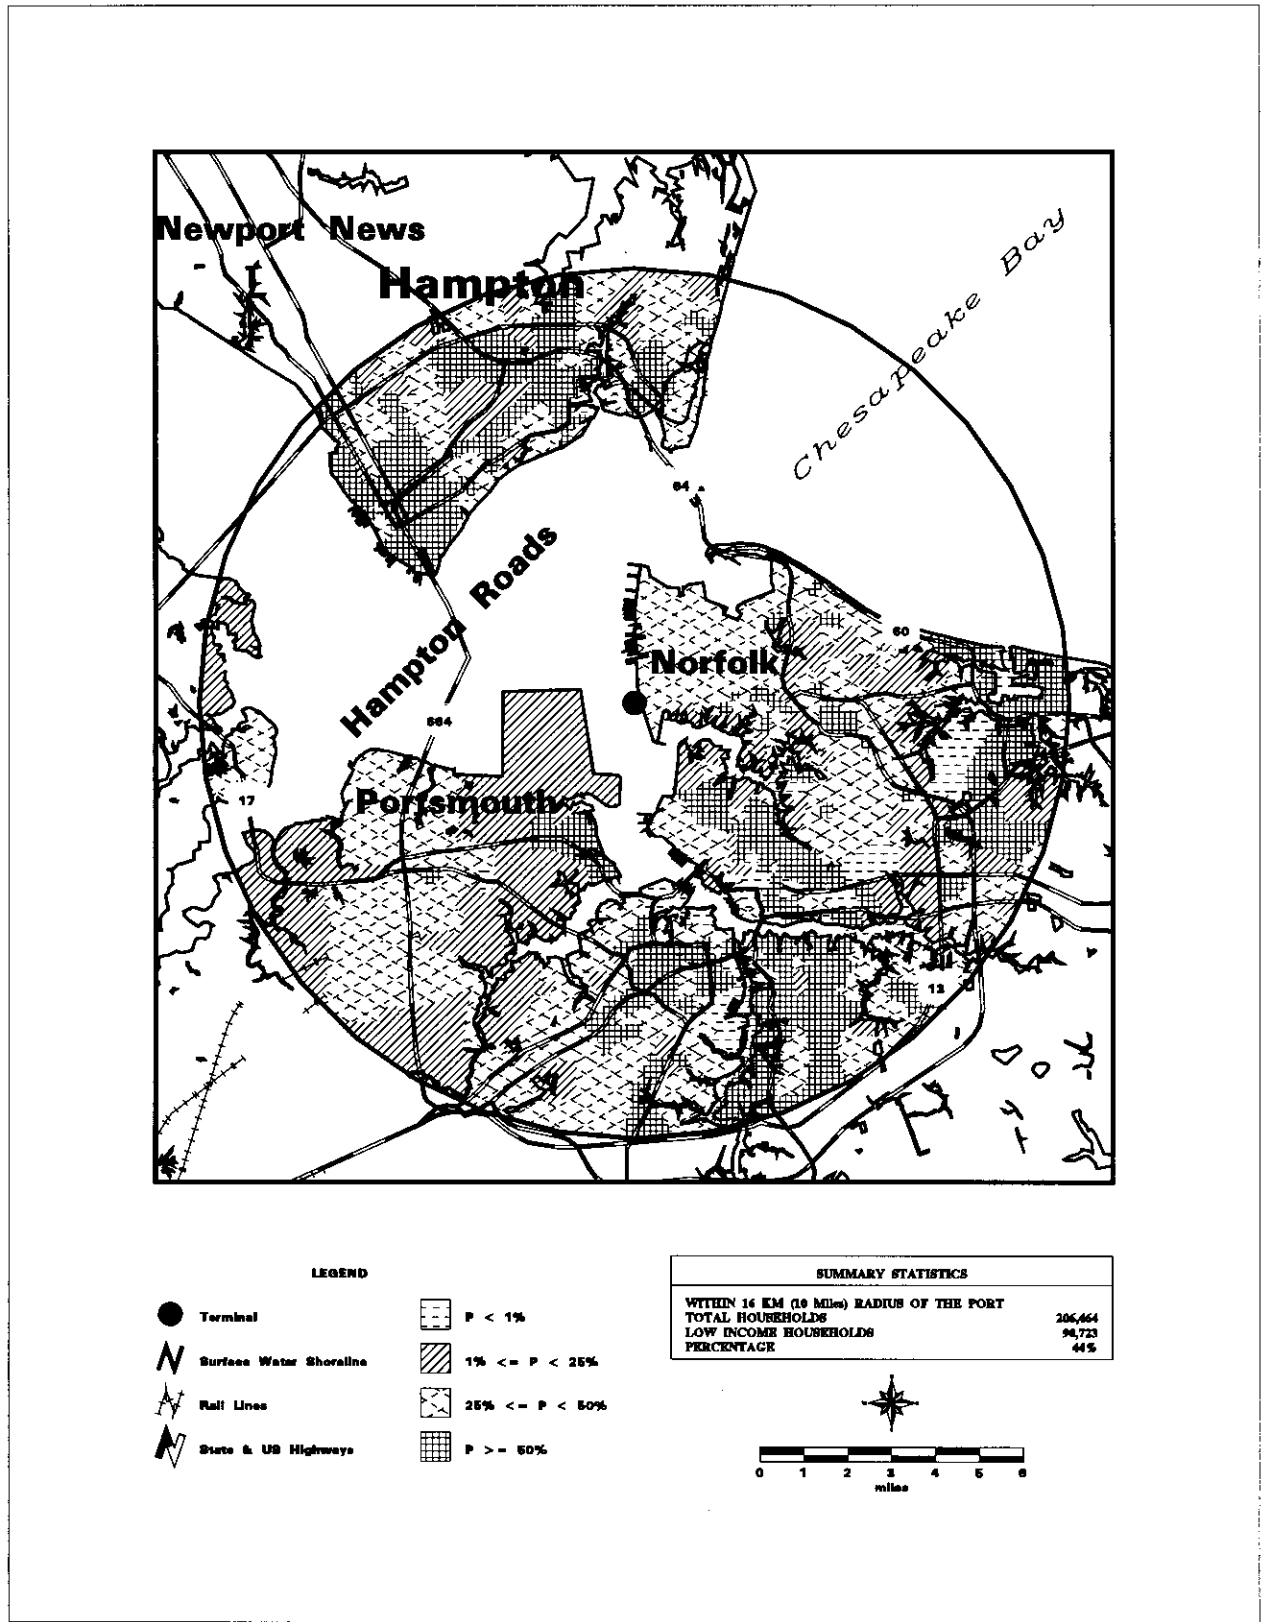 Newport News
Hampton
Chesapeake Bay
64
Hampton Roads
60
Norfolk
664
Portsmouth
17
13
LEGEND
Terminal
Surface Water Shoreline
Rail Lines
State & US Highways
P < 1%
1% <= P < 25%
25% <= P < 50%
P >= 50%
SUMMARY STATISTICS
WITHIN 16 KM (10 Miles) RADIUS OF THE PORT
TOTAL HOUSEHOLDS 206,464
LOW INCOME HOUSEHOLDS
PERCENTAGE 44%
0 1 2 3 4 5 6
miles